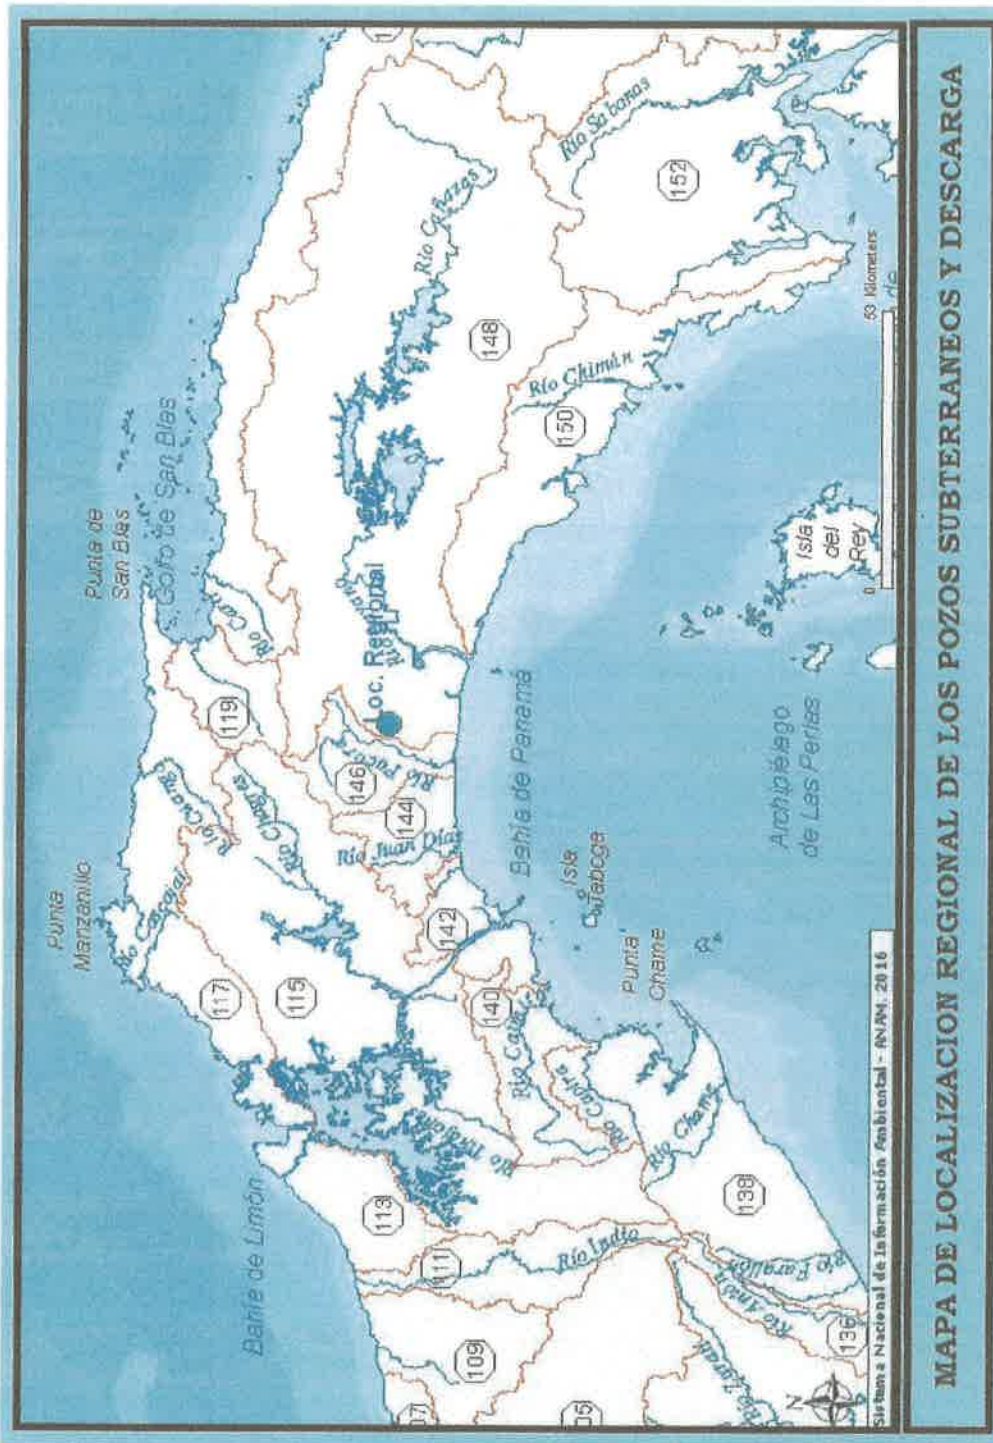 Punta
Manzanillo
Punta de
San Blas
Golfo de San Blas
Bahía de Limón
Río Cuango
Río Cascajal
117
119
115
Río Chagres
Río Cañazas
Loc. Regional
146
144
148
Río Juan Díaz
113
142
111
140
Río Indio
Río Capira
Río Chame
109
Bahía de Panamá
Isla
Taboga
Punta
Chame
138
136
Río Farallón
Río Antón
07
05
150
Río Chimán
Río Sabanas
152
Archipiélago
de Las Perlas
Isla
del
Rey
0
53 Kilometers
de
N
Sistema Nacional de Información Ambiental - ANAM. 2016
MAPA DE LOCALIZACION REGIONAL DE LOS POZOS SUBTERRANEOS Y DESCARGA